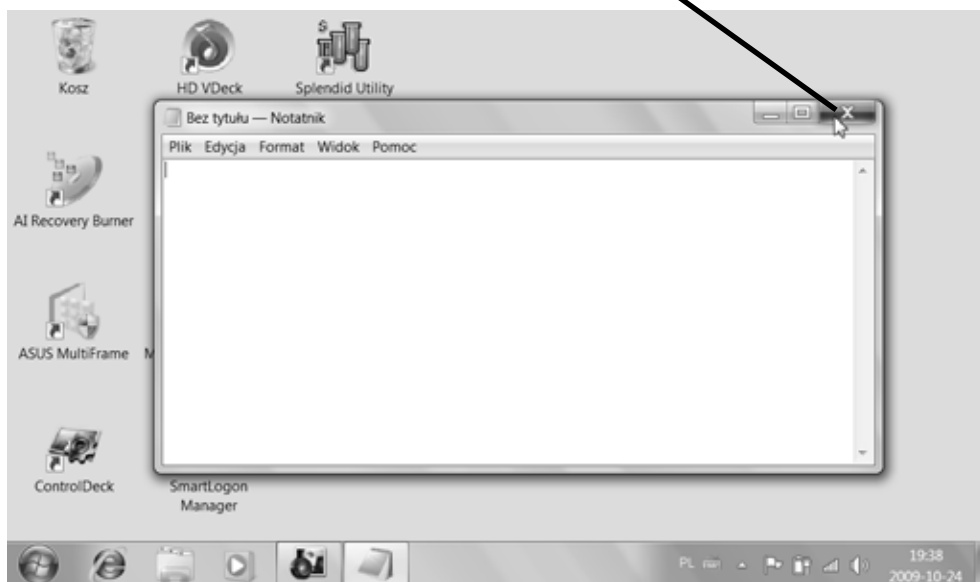 Kosz
HD VDeck
S
Splendid Utility
Bez tytułu — Notatnik
Plik Edycja Format Widok Pomoc
AI Recovery Burner
ASUS MultiFrame M
ControlDeck
SmartLogon
Manager
PL
19:38
2009-10-24